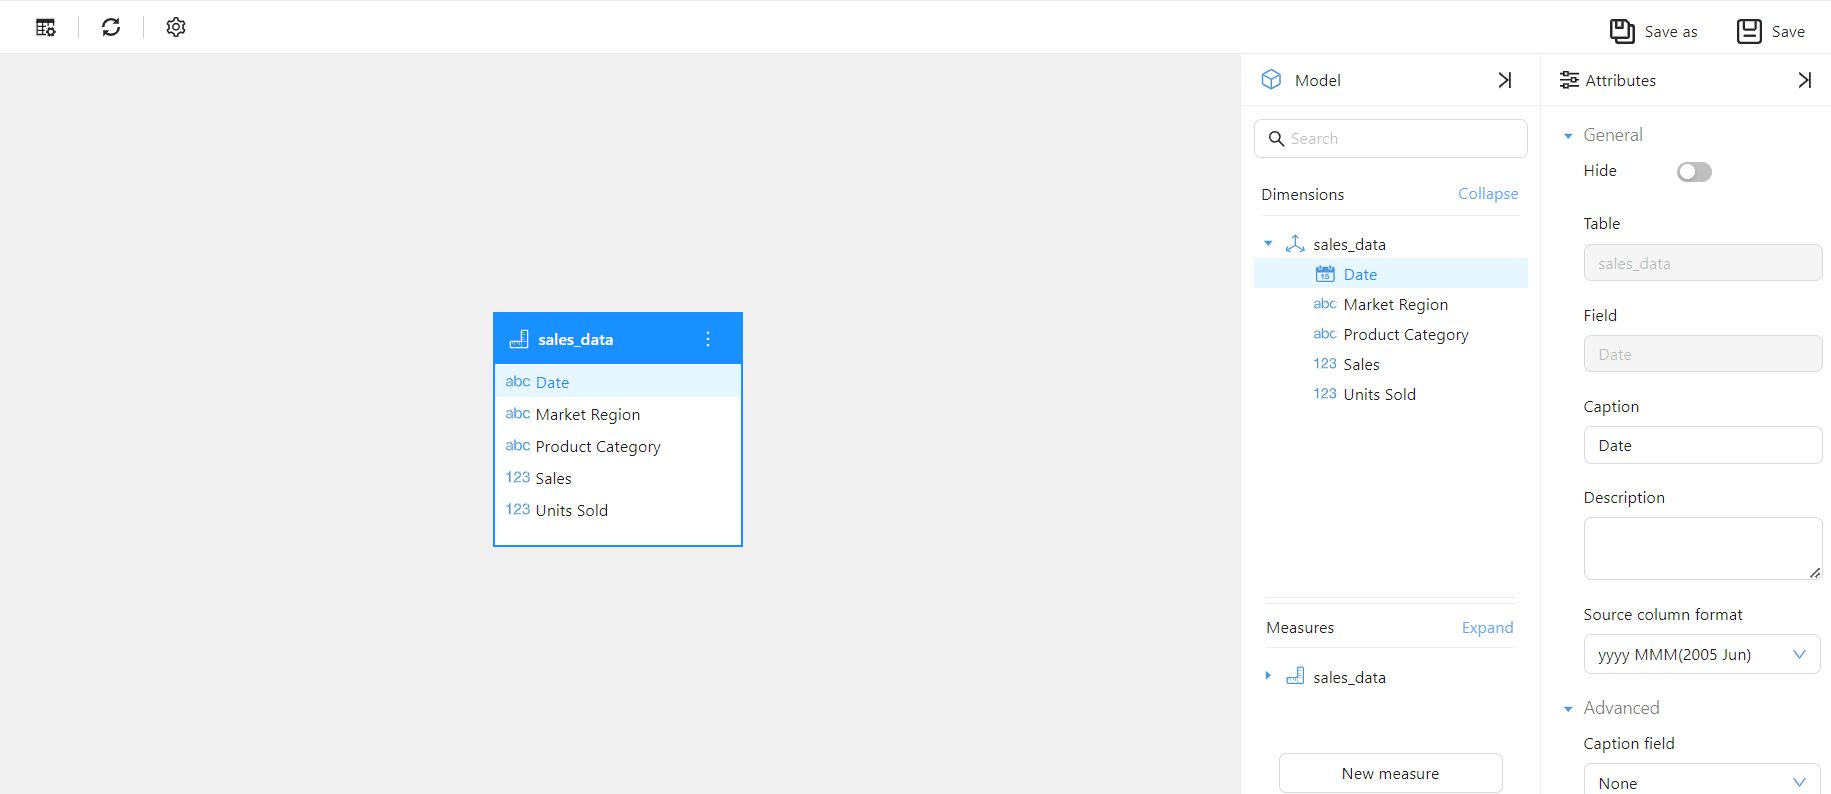 Save as
Save
sales_data
abc Date
abc Market Region
abc Product Category
123 Sales
123 Units Sold
Model
Search
Dimensions Collapse
sales_data
15 Date
abc Market Region
abc Product Category
123 Sales
123 Units Sold
Measures Expand
sales_data
New measure
Attributes
General
Hide
Table
sales_data
Field
Date
Caption
Date
Description
Source column format
yyyy MMM(2005 Jun)
Advanced
Caption field
None